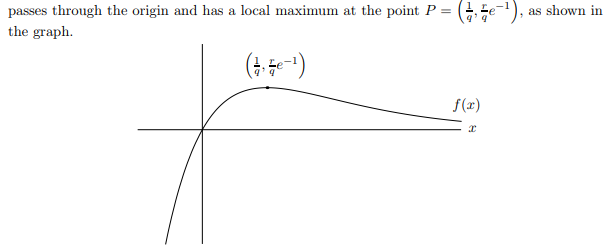 passes through the origin and has a local maximum at the point P = (1/q, r/q e⁻¹), as shown in
the graph.
(1/q, r/q e⁻¹)
f(x)
x